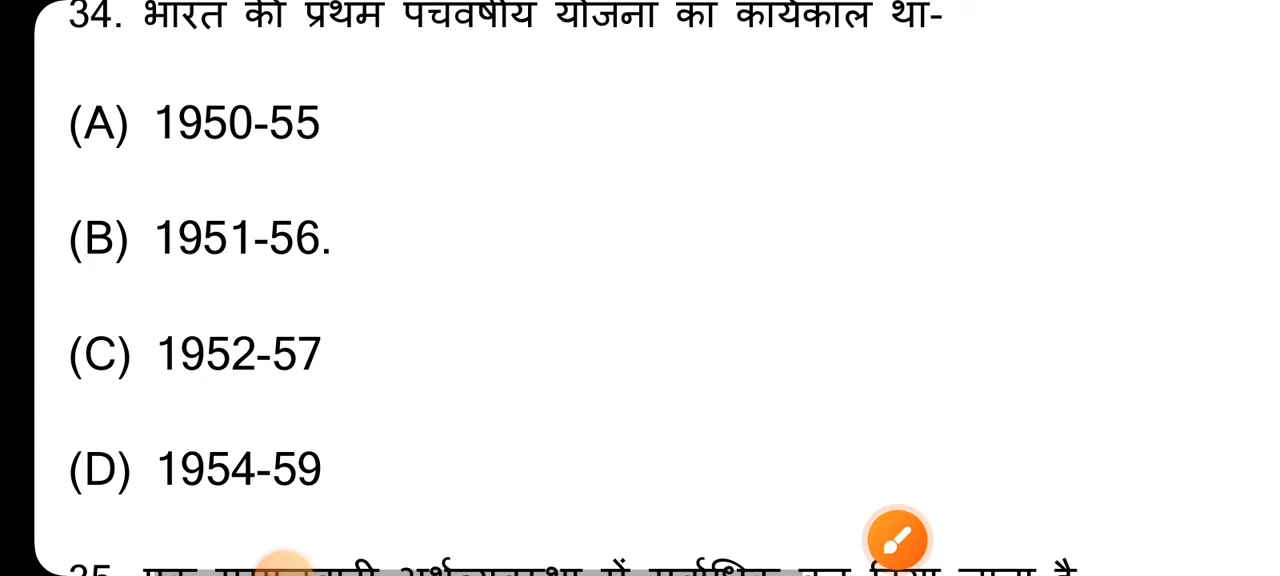 34. भारत की प्रथम पंचवर्षीय योजना का कार्यकाल था-
(A) 1950-55
(B) 1951-56.
(C) 1952-57
(D) 1954-59